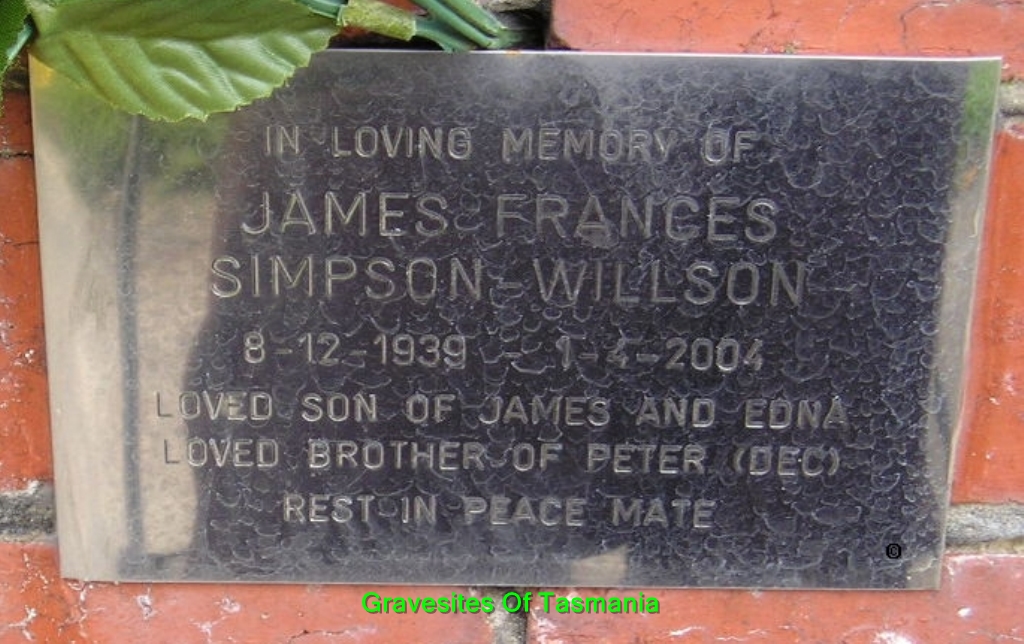 IN LOVING MEMORY OF
JAMES FRANCES
SIMPSON-WILLSON
8-12-1939 - 1-4-2004
LOVED SON OF JAMES AND EDNA
LOVED BROTHER OF PETER (DEC)
REST IN PEACE MATE
©
Gravesites Of Tasmania